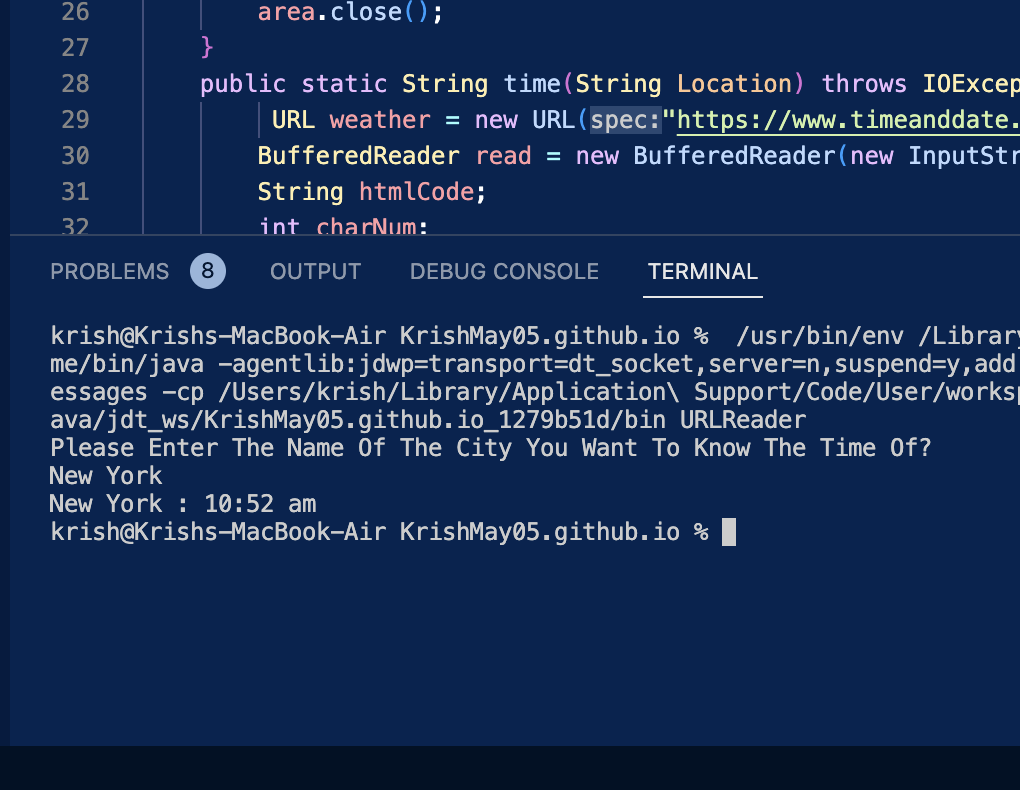 26 area.close();
27 }
28 public static String time(String Location) throws IOExcep
29 URL weather = new URL(spec:"https://www.timeanddate.
30 BufferedReader read = new BufferedReader(new InputStr
31 String htmlCode;
32 int charNum;
PROBLEMS 8 OUTPUT DEBUG CONSOLE TERMINAL
krish@Krishs-MacBook-Air KrishMay05.github.io % /usr/bin/env /Library
me/bin/java -agentlib:jdwp=transport=dt_socket,server=n,suspend=y,add
essages -cp /Users/krish/Library/Application\ Support/Code/User/worksp
ava/jdt_ws/KrishMay05.github.io_1279b51d/bin URLReader
Please Enter The Name Of The City You Want To Know The Time Of?
New York
New York : 10:52 am
krish@Krishs-MacBook-Air KrishMay05.github.io %